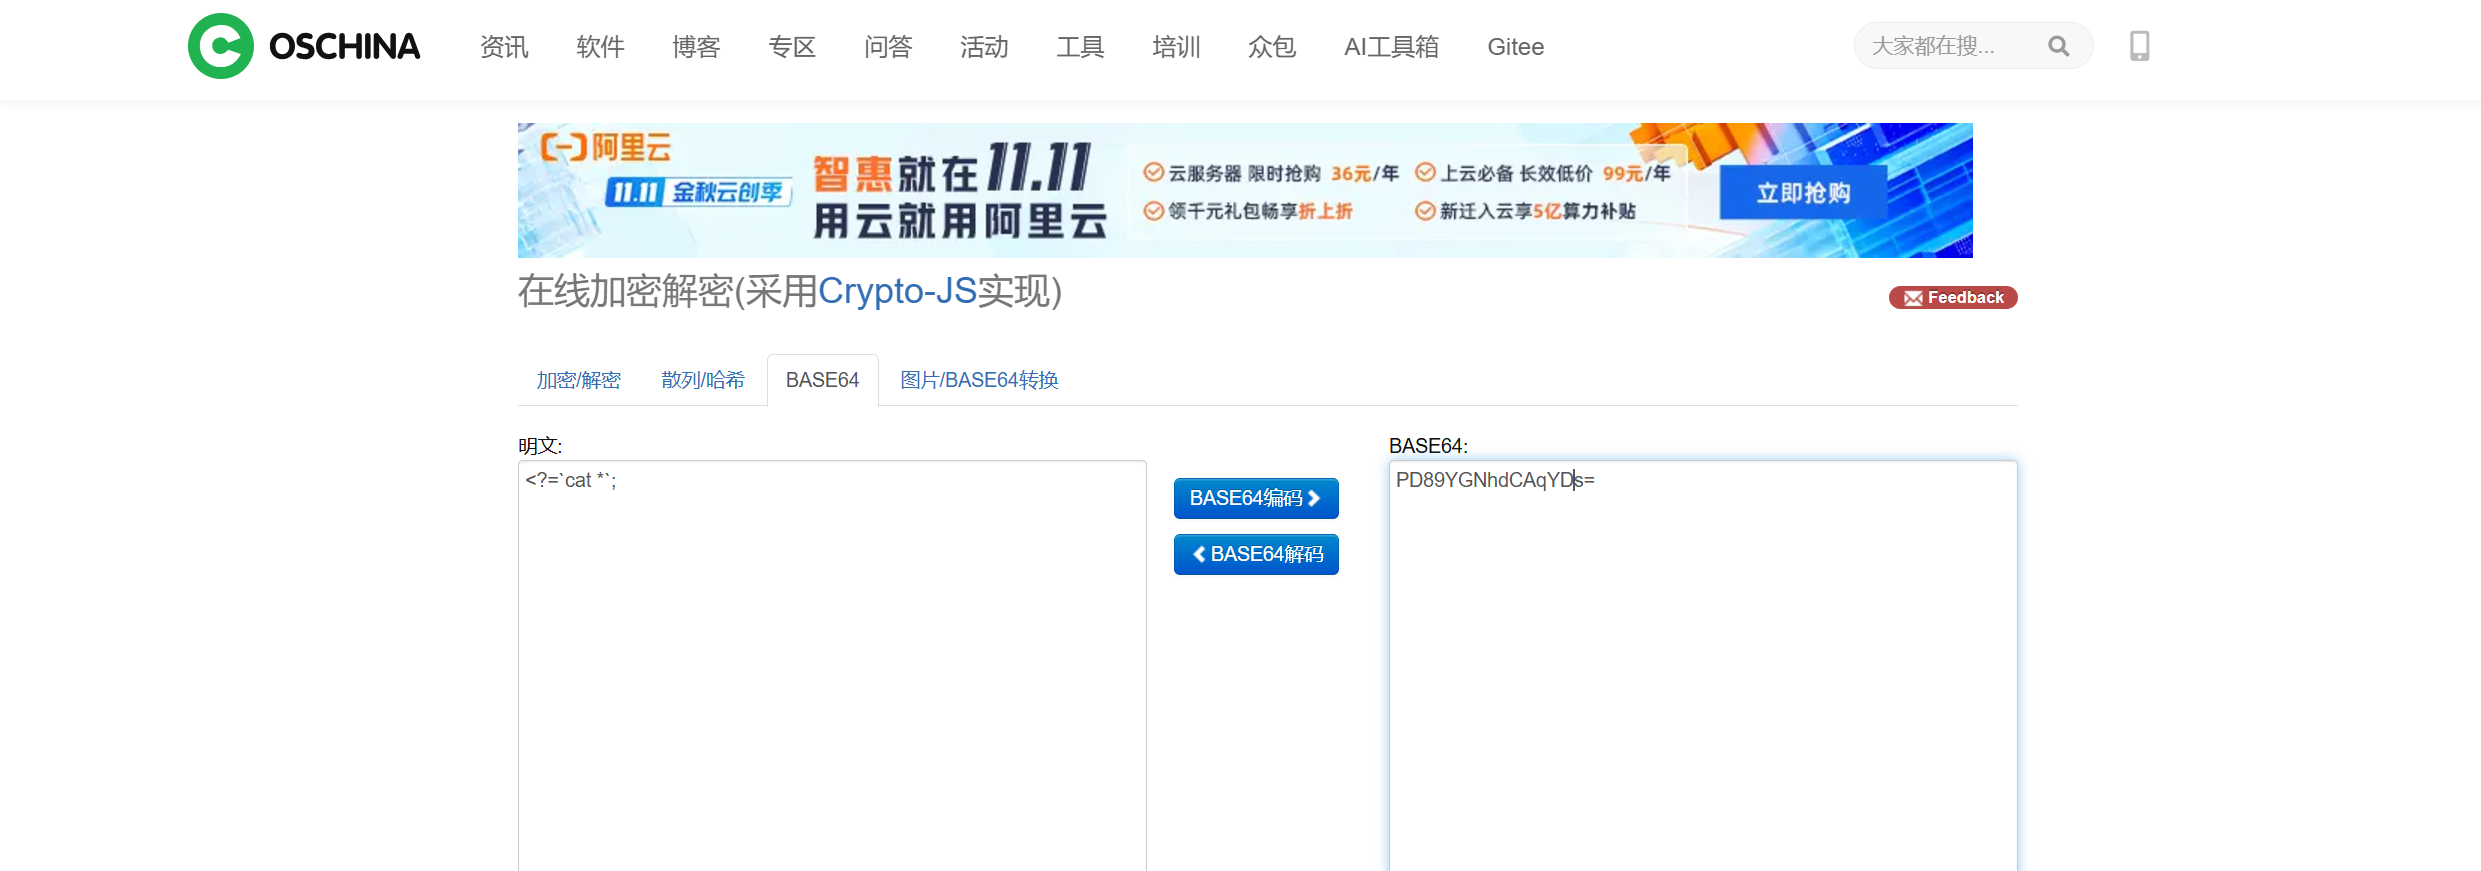 OSCHINA 资讯 软件 博客 专区 问答 活动 工具 培训 众包 AI工具箱 Gitee 大家都在搜...
阿里云
11.11 金秋云创季
智惠就在11.11
用云就用阿里云
云服务器 限时抢购 36元/年 上云必备 长效低价 99元/年
领千元礼包畅享折上折 新迁入云享5亿算力补贴
立即抢购
在线加密解密(采用Crypto-JS实现)
Feedback
加密/解密 散列/哈希 BASE64 图片/BASE64转换
明文:
<?=`cat *`;
BASE64编码
BASE64解码
BASE64:
PD89YGNhdCAqYDs=